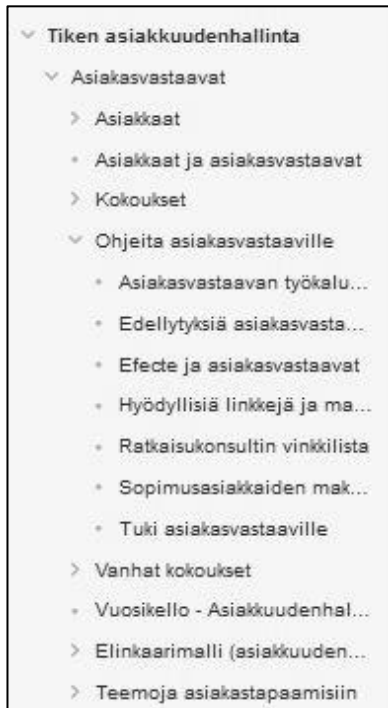 Tiken asiakkuudenhallinta
Asiakasvastaavat
Asiakkaat
Asiakkaat ja asiakasvastaavat
Kokoukset
Ohjeita asiakasvastaaville
Asiakasvastaavan työkalu...
Edellytyksiä asiakasvasta...
Efecte ja asiakasvastaavat
Hyödyllisiä linkkejä ja ma...
Ratkaisukonsultin vinkkilista
Sopimusasiakkaiden mak...
Tuki asiakasvastaaville
Vanhat kokoukset
Vuosikello - Asiakkuudenhal...
Elinkaarimalli (asiakkuuden...
Teemoja asiakastapaamisiin